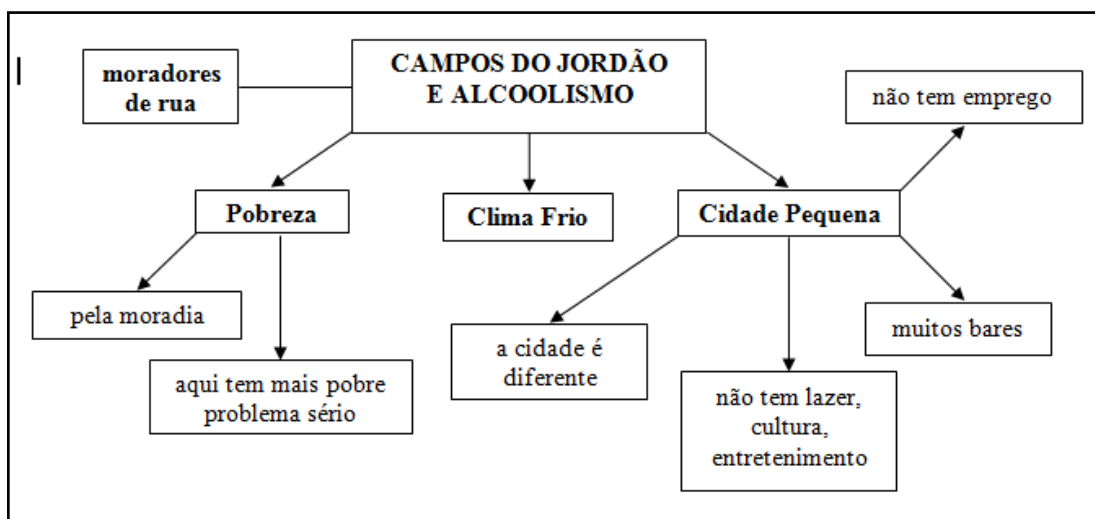 CAMPOS DO JORDÃO
E ALCOOLISMO
moradores
de rua
não tem emprego
Pobreza
Clima Frio
Cidade Pequena
pela moradia
aqui tem mais pobre
problema sério
a cidade é
diferente
não tem lazer,
cultura,
entretenimento
muitos bares